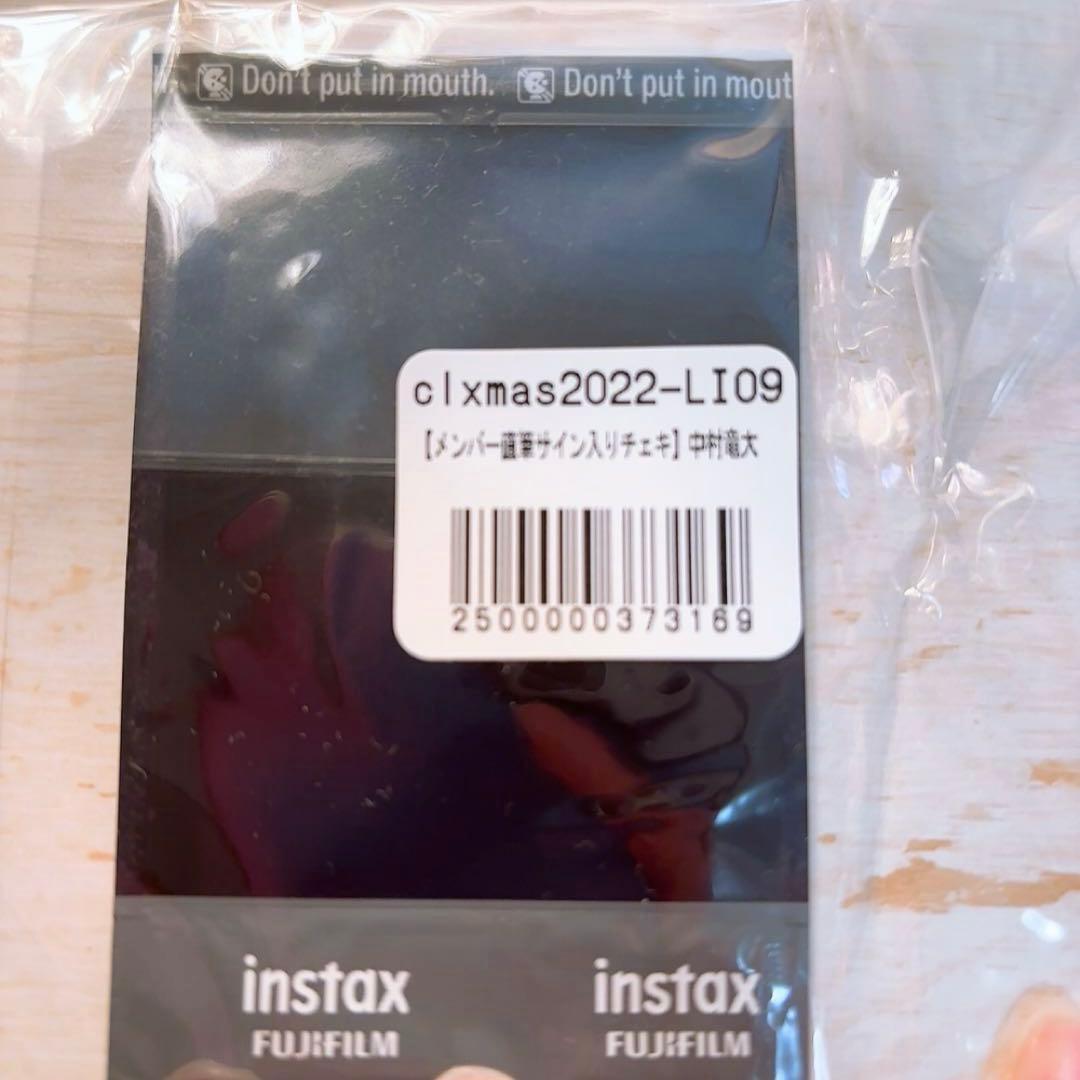 Don't put in mouth. Don't put in mout
clxmas2022-LI09
【メンバー直筆サイン入りチェキ】中村竜大
2500000373169
instax instax
FUJIFILM FUJIFILM